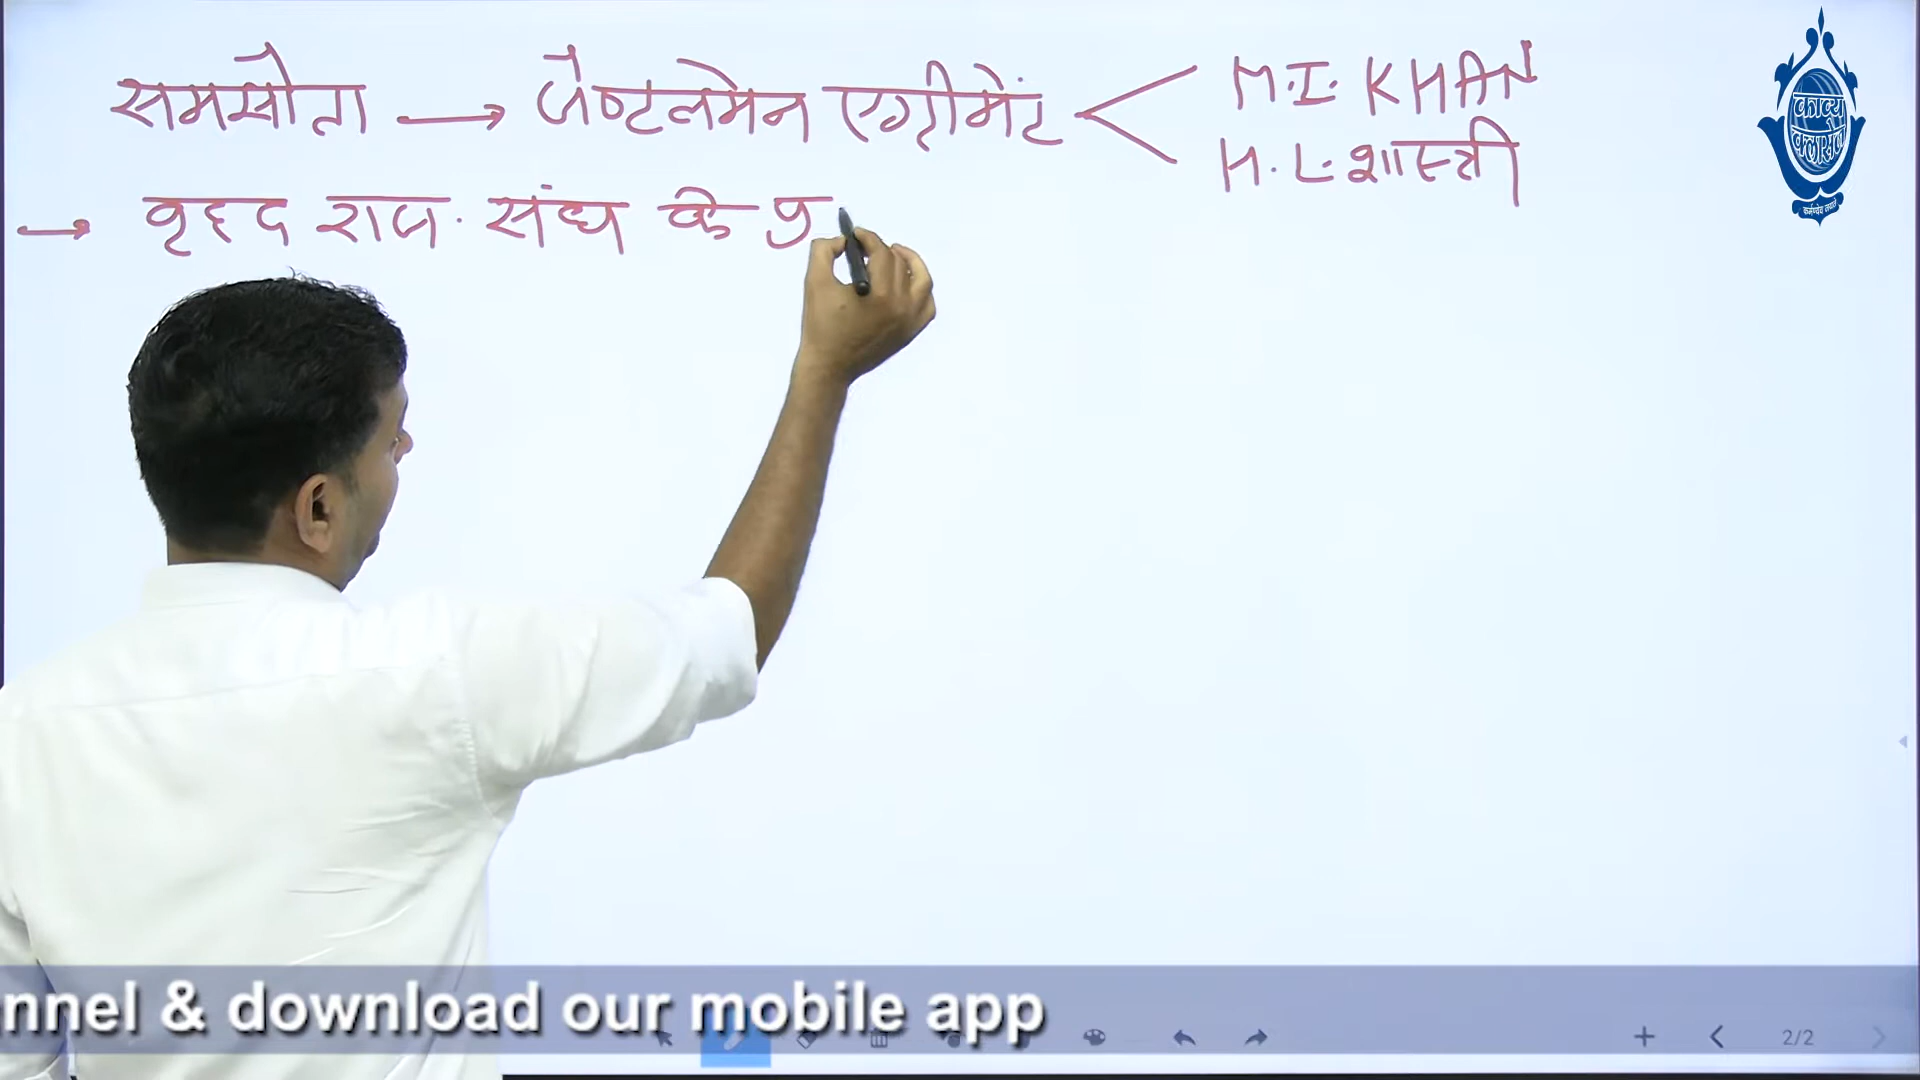 समझौता → जेण्टलमेन एग्रीमेंट < M.I. KHAN
H.L. शास्त्री
→ वृहद राज. संघ के प्र
काव्य
क्लासेज
nnel & download our mobile app
2/2